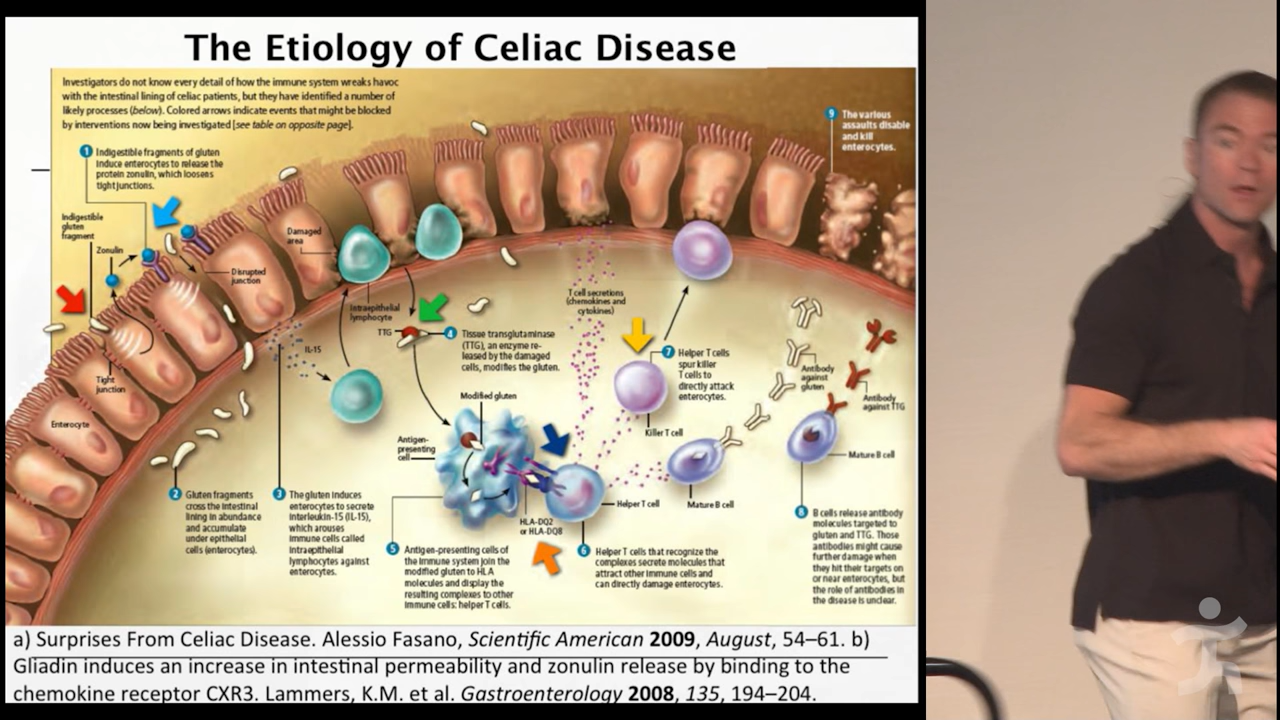 The Etiology of Celiac Disease
Investigators do not know every detail of how the immune system wreaks havoc
with the intestinal lining of celiac patients, but they have identified a number of
likely processes (below). Colored arrows indicate events that might be blocked
by interventions now being investigated [see table on opposite page].
1 Indigestible fragments of gluten
induce enterocytes to release the
protein zonulin, which loosens
tight junctions.
Indigestible
gluten
fragment
Zonulin
Disrupted
junction
Tight
junction
Enterocyte
Damaged
area
Intraepithelial
lymphocyte
IL-15
TTG
2 Gluten fragments
cross the intestinal
lining in abundance
and accumulate
under epithelial
cells (enterocytes).
3 The gluten induces
enterocytes to secrete
interleukin-15 (IL-15),
which arouses
immune cells called
intraepithelial
lymphocytes against
enterocytes.
4 Tissue transglutaminase
(TTG), an enzyme re-
leased by the damaged
cells, modifies the gluten.
Modified gluten
Antigen-
presenting
cell
HLA-DQ2
or HLA-DQ8
5 Antigen-presenting cells of
the immune system join the
modified gluten to HLA
molecules and display the
resulting complexes to other
immune cells: helper T cells.
T cell secretions
(chemokines and
cytokines)
Helper T cell
6 Helper T cells that recognize the
complexes secrete molecules that
attract other immune cells and
can directly damage enterocytes.
7 Helper T cells
spur killer
T cells to
directly attack
enterocytes.
Killer T cell
Mature B cell
Antibody
against
gluten
Antibody
against TTG
Mature B cell
8 B cells release antibody
molecules targeted to
gluten and TTG. Those
antibodies might cause
further damage when
they hit their targets on
or near enterocytes, but
the role of antibodies in
the disease is unclear.
9 The various
assaults disable
and kill
enterocytes.
a) Surprises From Celiac Disease. Alessio Fasano, Scientific American 2009, August, 54–61. b)
Gliadin induces an increase in intestinal permeability and zonulin release by binding to the
chemokine receptor CXR3. Lammers, K.M. et al. Gastroenterology 2008, 135, 194–204.